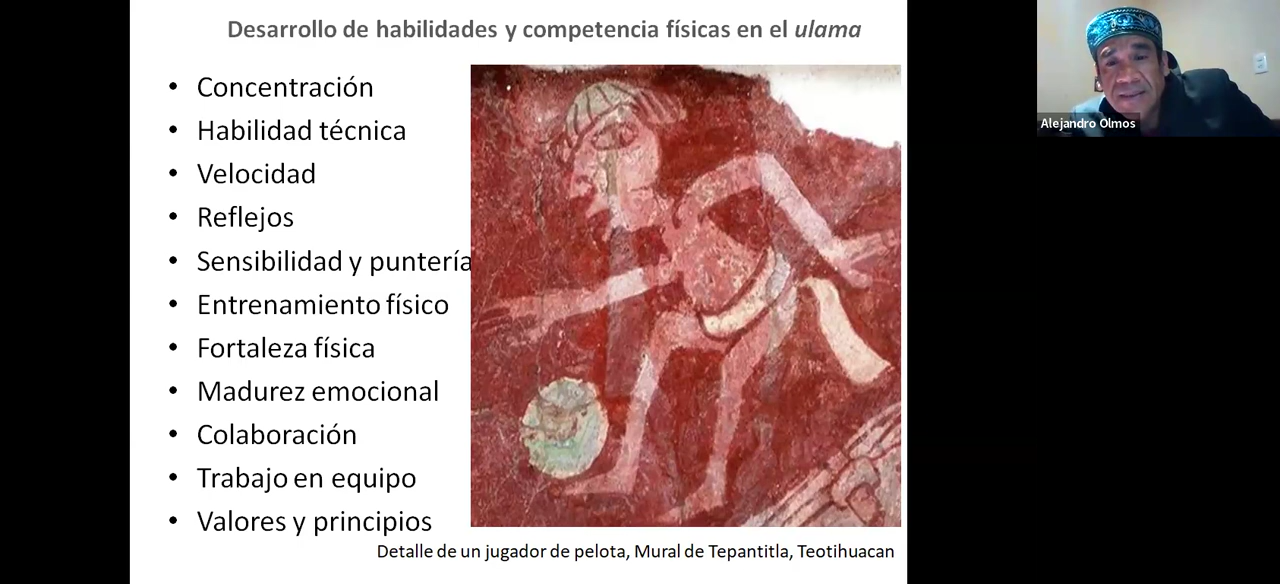 Desarrollo de habilidades y competencia físicas en el ulama
• Concentración
• Habilidad técnica
• Velocidad
• Reflejos
• Sensibilidad y puntería
• Entrenamiento físico
• Fortaleza física
• Madurez emocional
• Colaboración
• Trabajo en equipo
• Valores y principios
Detalle de un jugador de pelota, Mural de Tepantitla, Teotihuacan
Alejandro Olmos